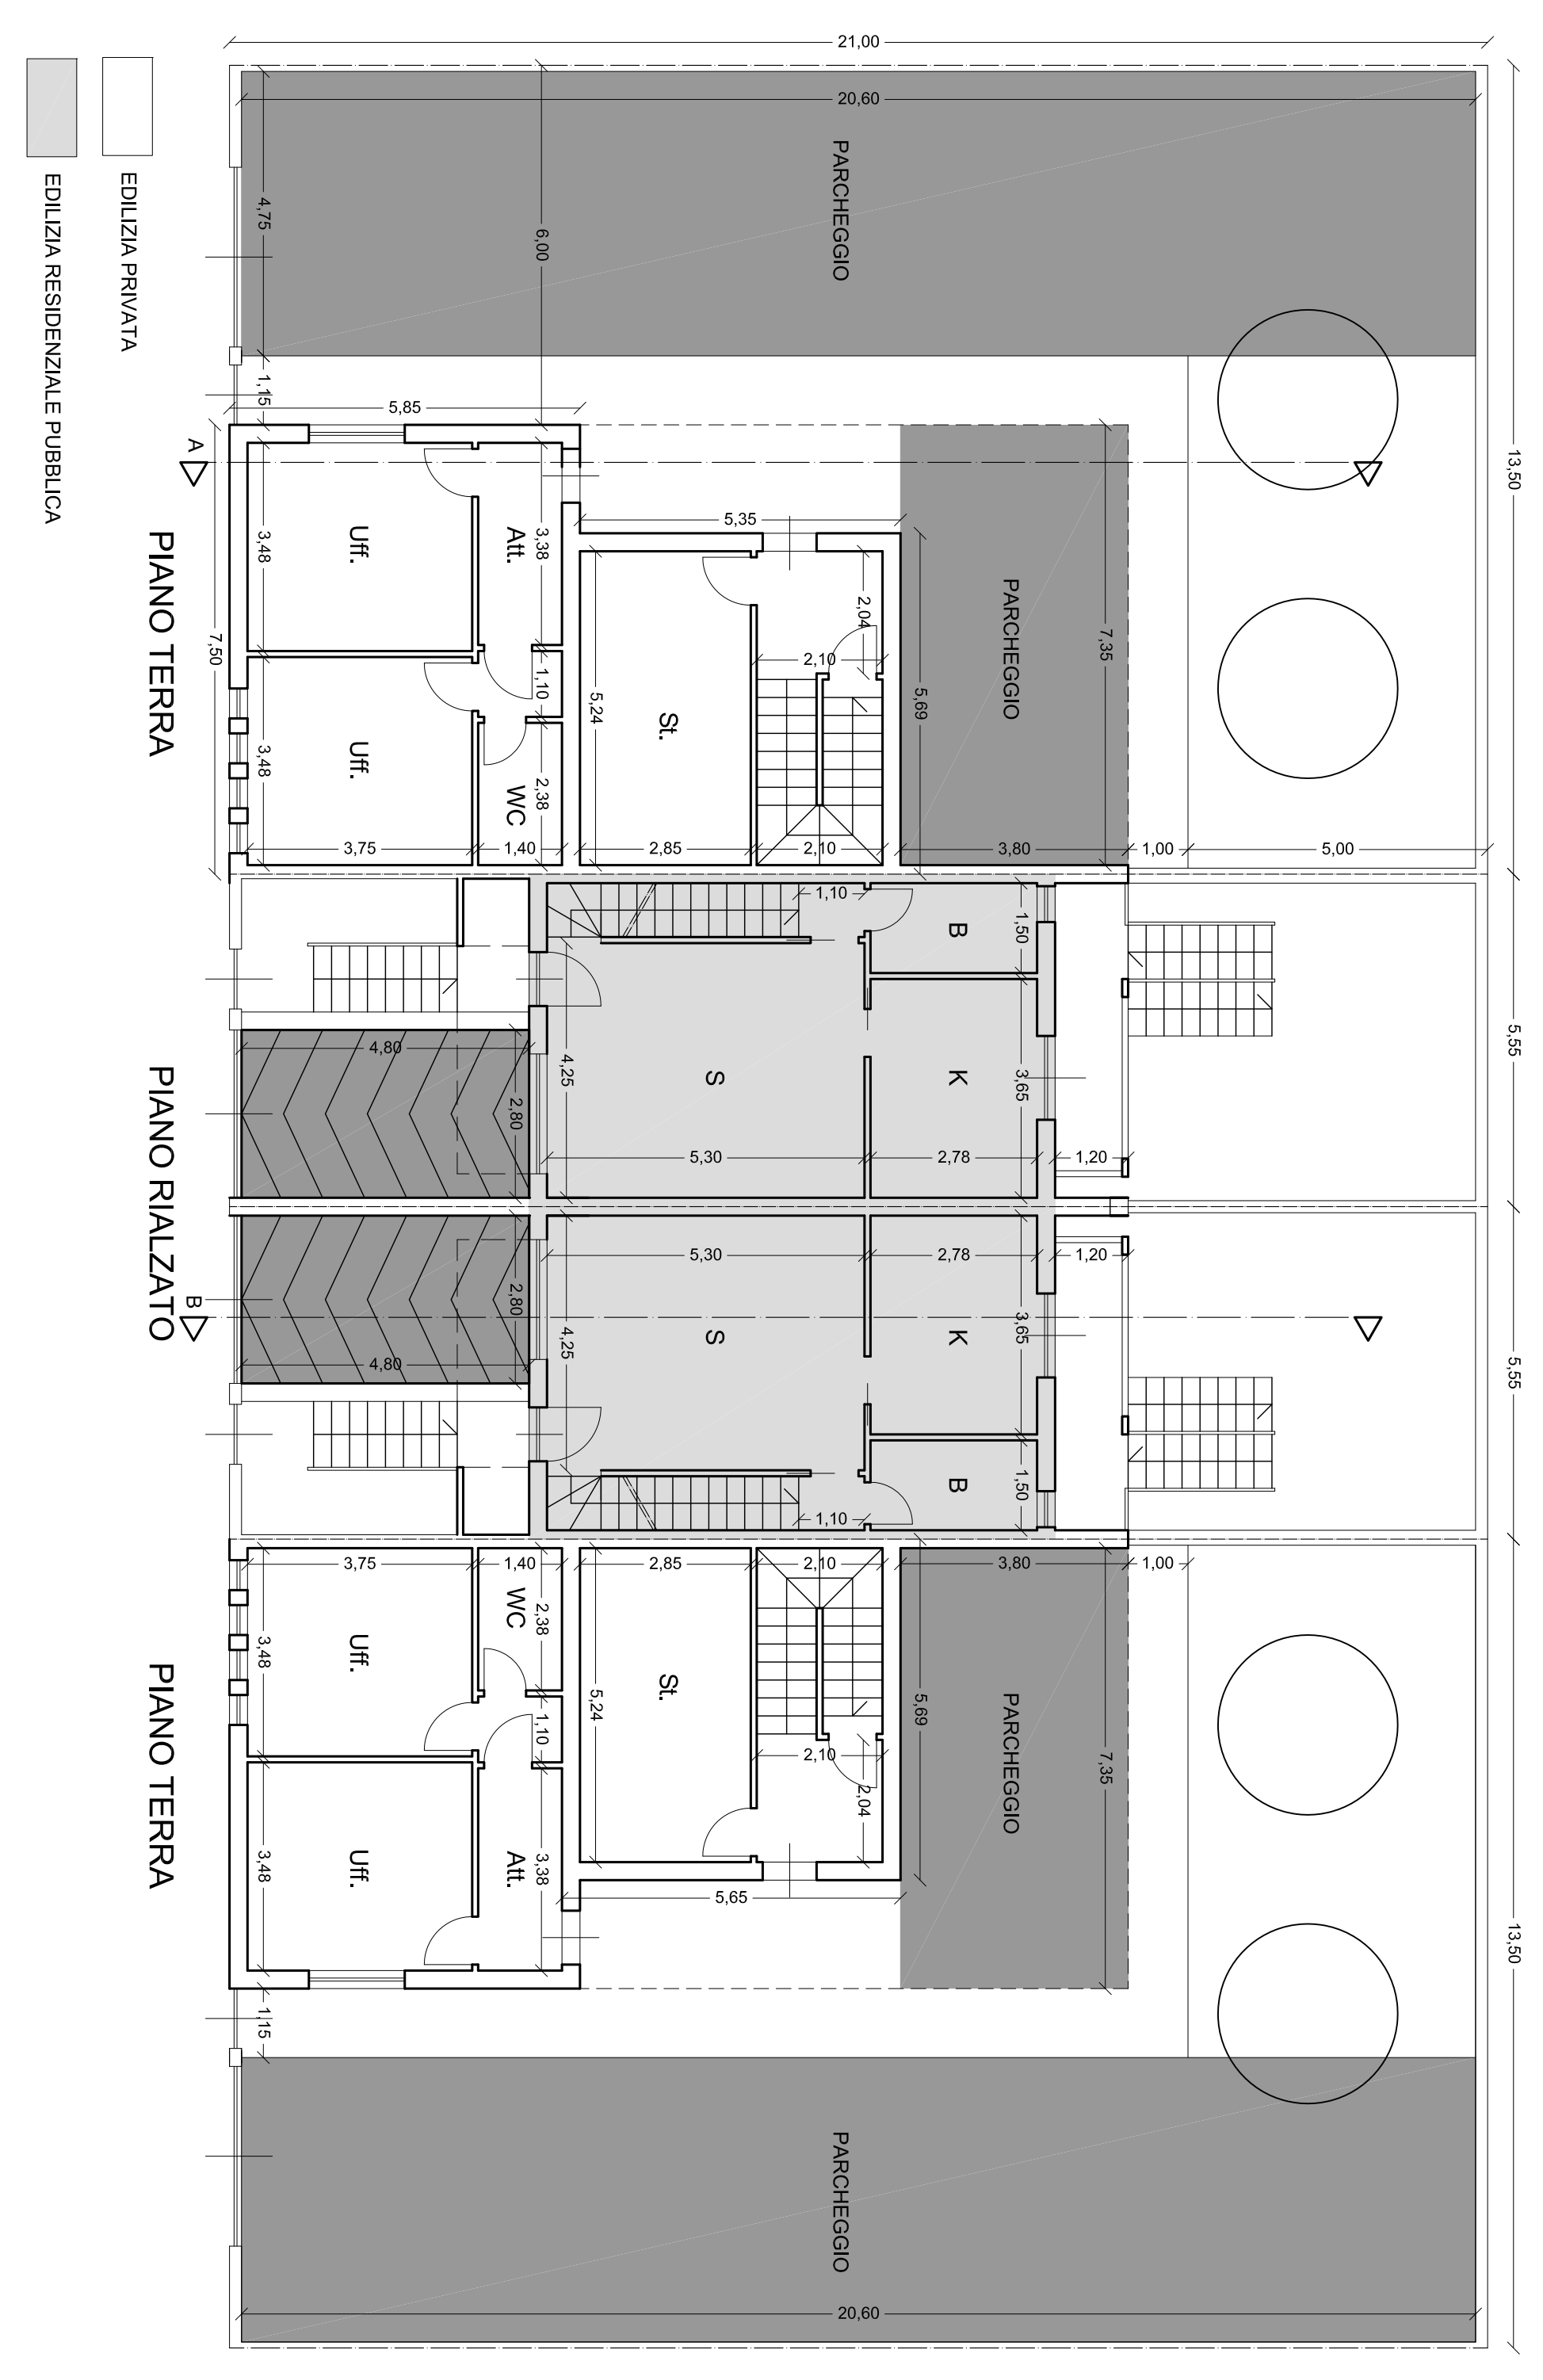 21,00
20,60
4,75
6,00
PARCHEGGIO
EDILIZIA PRIVATA
EDILIZIA RESIDENZIALE PUBBLICA
1,15
5,85
13,50
A
3,48
Uff.
Att.
3,38
5,35
2,04
PARCHEGGIO
7,35
PIANO TERRA
7,50
1,10
2,10
5,24
St.
5,69
3,48
Uff.
WC
2,38
3,75
1,40
2,85
2,10
3,80
1,00
5,00
1,10
B
1,50
4,80
2,80
4,25
S
K
3,65
5,55
5,30
2,78
1,20
PIANO RIALZATO
B
5,30
2,78
1,20
2,80
4,25
S
K
3,65
4,80
5,55
1,10
B
1,50
3,75
1,40
2,85
2,10
3,80
1,00
3,48
Uff.
WC
2,38
5,24
St.
5,69
PARCHEGGIO
7,35
1,10
2,10
2,04
PIANO TERRA
3,48
Uff.
Att.
3,38
5,65
13,50
1,15
PARCHEGGIO
20,60